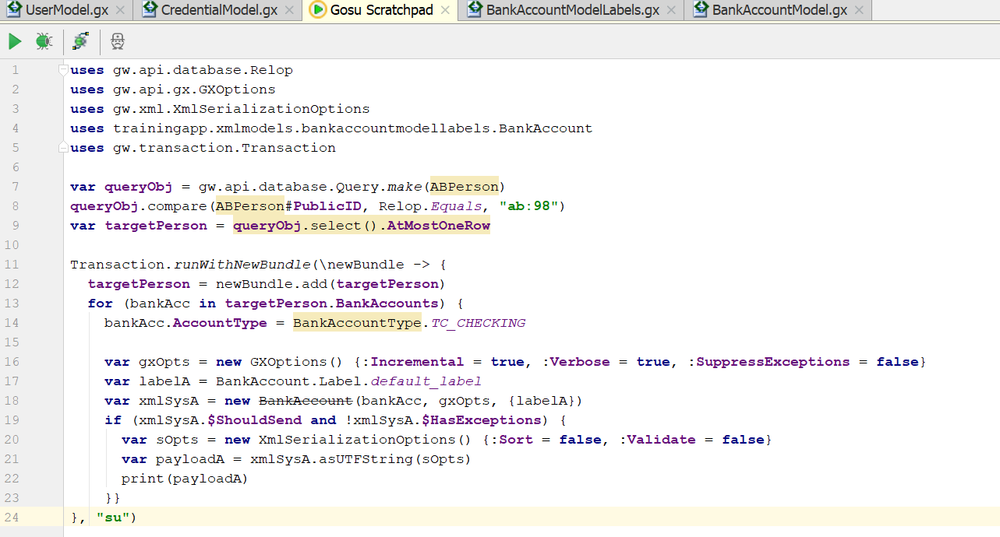 UserModel.gx CredentialModel.gx Gosu Scratchpad BankAccountModelLabels.gx BankAccountModel.gx
1 uses gw.api.database.Relop
2 uses gw.api.gx.GXOptions
3 uses gw.xml.XmlSerializationOptions
4 uses trainingapp.xmlmodels.bankaccountmodellabels.BankAccount
5 uses gw.transaction.Transaction
6
7 var queryObj = gw.api.database.Query.make(ABPerson)
8 queryObj.compare(ABPerson#PublicID, Relop.Equals, "ab:98")
9 var targetPerson = queryObj.select().AtMostOneRow
10
11 Transaction.runWithNewBundle(\newBundle -> {
12 targetPerson = newBundle.add(targetPerson)
13 for (bankAcc in targetPerson.BankAccounts) {
14 bankAcc.AccountType = BankAccountType.TC_CHECKING
15
16 var gxOpts = new GXOptions() {:Incremental = true, :Verbose = true, :SuppressExceptions = false}
17 var labelA = BankAccount.Label.default_label
18 var xmlSysA = new BankAccount(bankAcc, gxOpts, {labelA})
19 if (xmlSysA.$ShouldSend and !xmlSysA.$HasExceptions) {
20 var sOpts = new XmlSerializationOptions() {:Sort = false, :Validate = false}
21 var payloadA = xmlSysA.asUTFString(sOpts)
22 print(payloadA)
23 }}
24 }, "su")